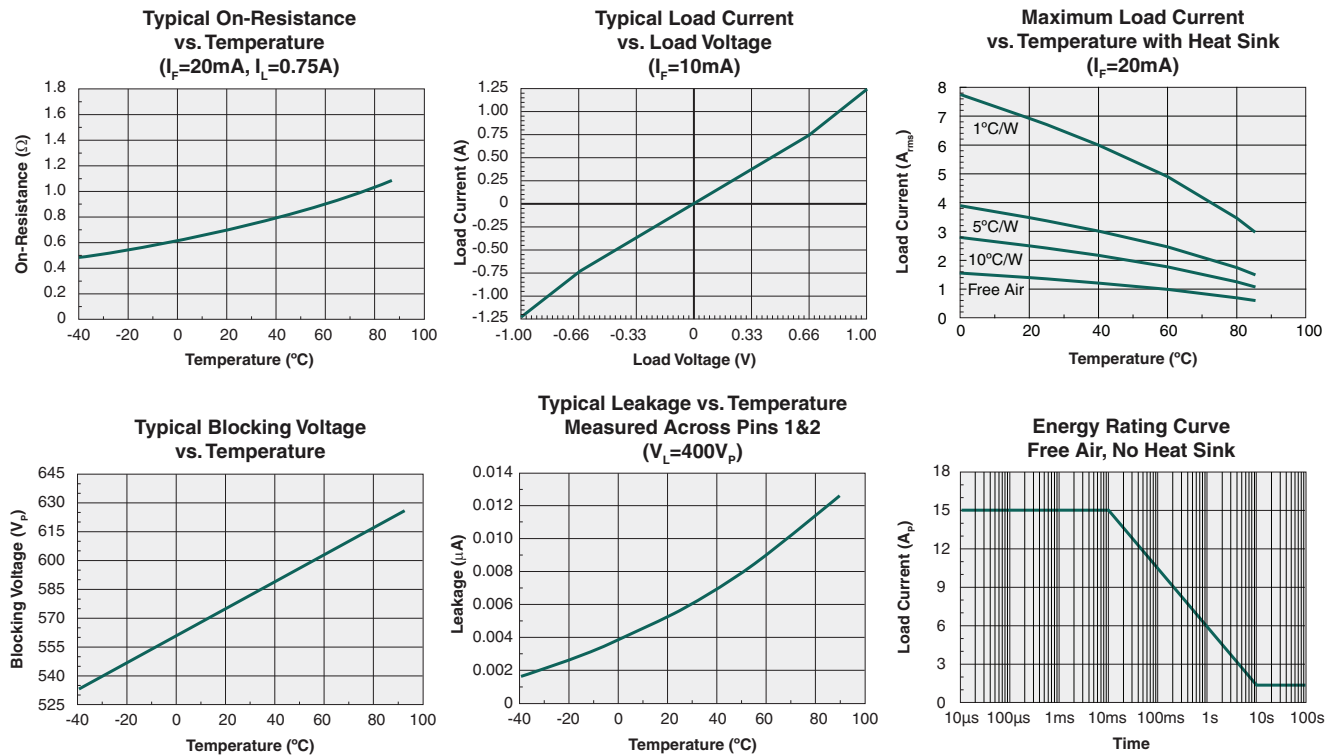 Typical On-Resistance
vs. Temperature
(IF=20mA, IL=0.75A)
1.8
1.6
1.4
1.2
1.0
0.8
0.6
0.4
0.2
0
On-Resistance (Ω)
-40 -20 0 20 40 60 80 100
Temperature (ºC)
Typical Load Current
vs. Load Voltage
(IF=10mA)
1.25
1.00
0.75
0.50
0.25
0
-0.25
-0.50
-0.75
-1.00
-1.25
Load Current (A)
-1.00 -0.66 -0.33 0 0.33 0.66 1.00
Load Voltage (V)
Maximum Load Current
vs. Temperature with Heat Sink
(IF=20mA)
8
7
6
5
4
3
2
1
0
Load Current (Arms)
1ºC/W
5ºC/W
10ºC/W
Free Air
0 20 40 60 80 100
Temperature (ºC)
Typical Blocking Voltage
vs. Temperature
645
630
615
600
585
570
555
540
525
Blocking Voltage (VP)
-40 -20 0 20 40 60 80 100
Temperature (ºC)
Typical Leakage vs. Temperature
Measured Across Pins 1&2
(VL=400VP)
0.014
0.012
0.010
0.008
0.006
0.004
0.002
0
Leakage (μA)
-40 -20 0 20 40 60 80 100
Temperature (ºC)
Energy Rating Curve
Free Air, No Heat Sink
18
15
12
9
6
3
0
Load Current (AP)
10μs 100μs 1ms 10ms 100ms 1s 10s 100s
Time